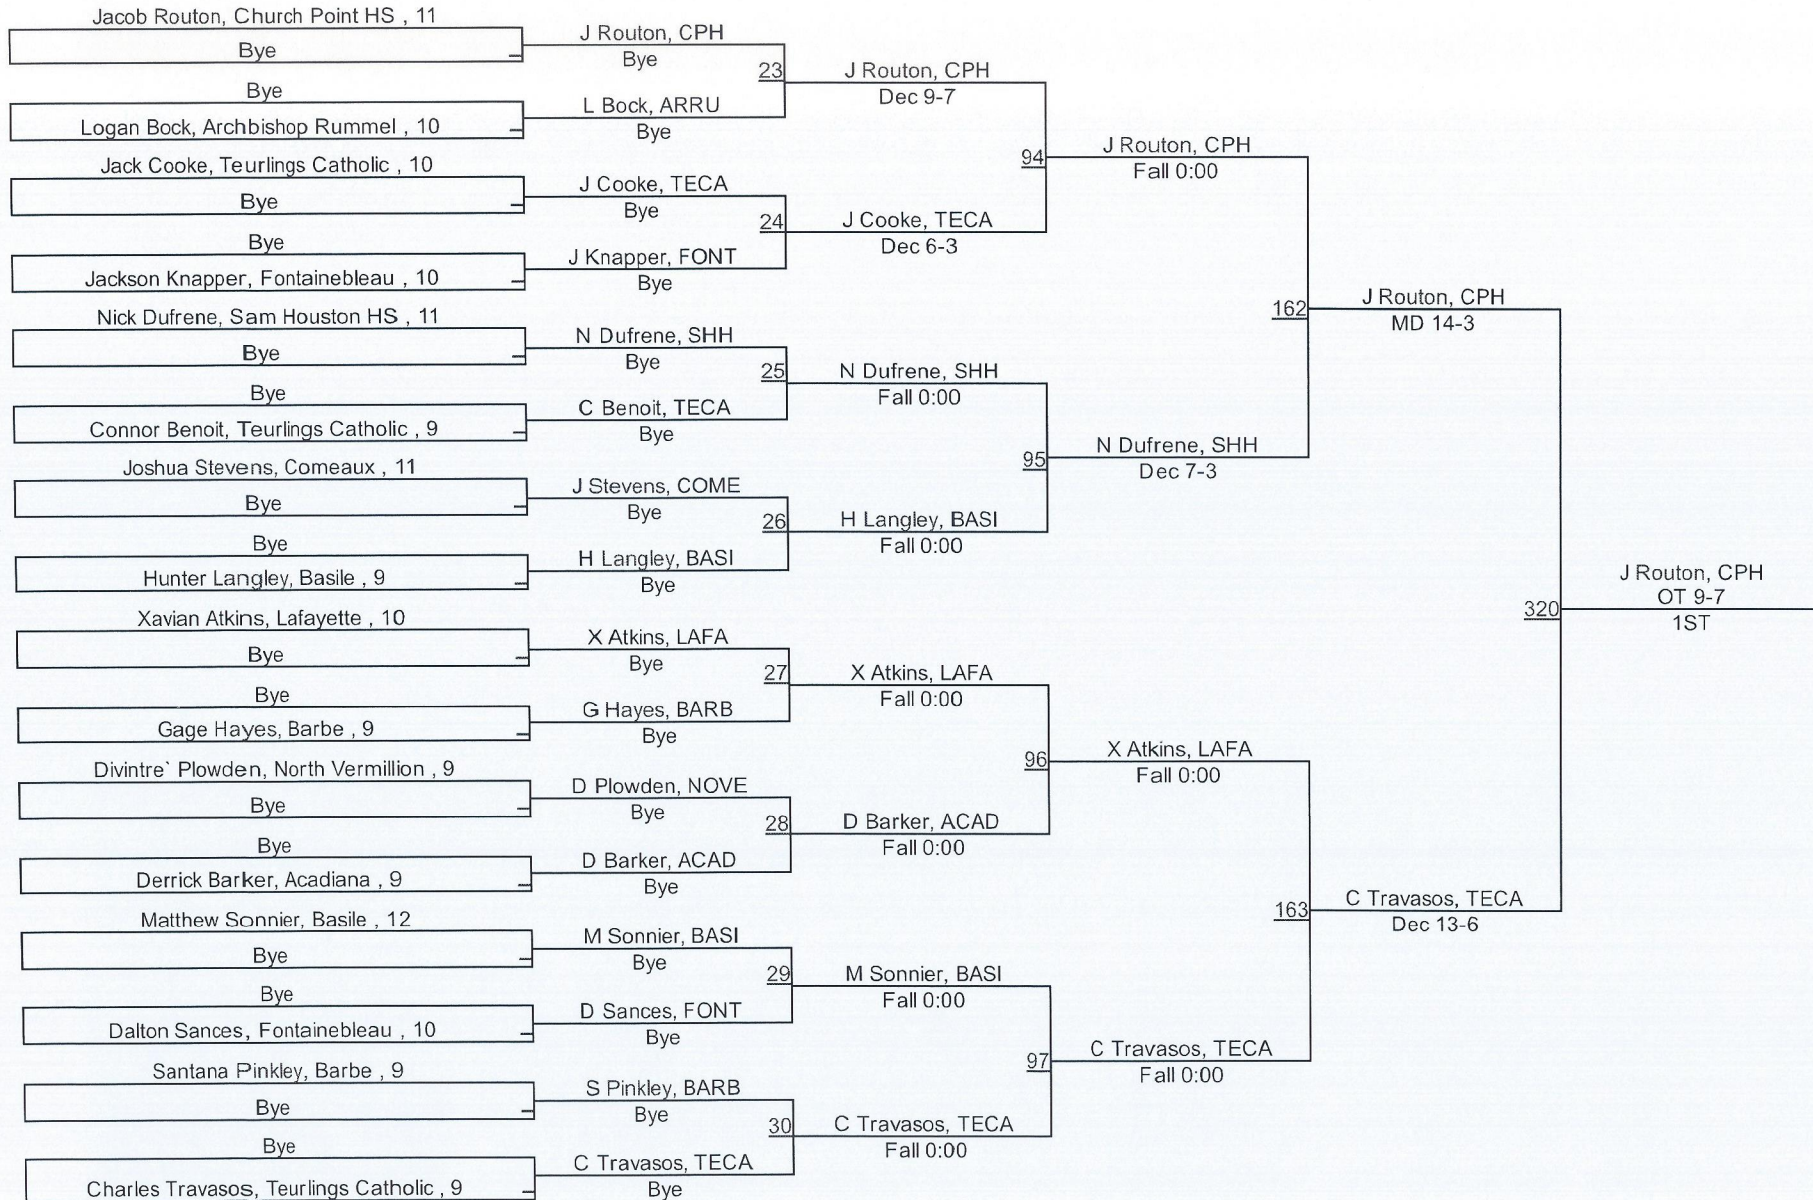 Jacob Routon, Church Point HS , 11
Bye
Bye
Logan Bock, Archbishop Rummel , 10
Jack Cooke, Teurlings Catholic , 10
Bye
Bye
Jackson Knapper, Fontainebleau , 10
Nick Dufrene, Sam Houston HS , 11
Bye
Bye
Connor Benoit, Teurlings Catholic , 9
Joshua Stevens, Comeaux , 11
Bye
Bye
Hunter Langley, Basile , 9
Xavian Atkins, Lafayette , 10
Bye
Bye
Gage Hayes, Barbe , 9
Divintre` Plowden, North Vermillion , 9
Bye
Bye
Derrick Barker, Acadiana , 9
Matthew Sonnier, Basile , 12
Bye
Bye
Dalton Sances, Fontainebleau , 10
Santana Pinkley, Barbe , 9
Bye
Bye
Charles Travasos, Teurlings Catholic , 9
J Routon, CPH
Bye
23
L Bock, ARRU
Bye
J Cooke, TECA
Bye
24
J Knapper, FONT
Bye
N Dufrene, SHH
Bye
25
C Benoit, TECA
Bye
J Stevens, COME
Bye
26
H Langley, BASI
Bye
X Atkins, LAFA
Bye
27
G Hayes, BARB
Bye
D Plowden, NOVE
Bye
28
D Barker, ACAD
Bye
M Sonnier, BASI
Bye
29
D Sances, FONT
Bye
S Pinkley, BARB
Bye
30
C Travasos, TECA
Bye
J Routon, CPH
Dec 9-7
94
J Cooke, TECA
Dec 6-3
N Dufrene, SHH
Fall 0:00
95
H Langley, BASI
Fall 0:00
X Atkins, LAFA
Fall 0:00
96
D Barker, ACAD
Fall 0:00
M Sonnier, BASI
Fall 0:00
97
C Travasos, TECA
Fall 0:00
J Routon, CPH
Fall 0:00
162
N Dufrene, SHH
Dec 7-3
X Atkins, LAFA
Fall 0:00
163
C Travasos, TECA
Fall 0:00
J Routon, CPH
MD 14-3
320
C Travasos, TECA
Dec 13-6
J Routon, CPH
OT 9-7
1ST